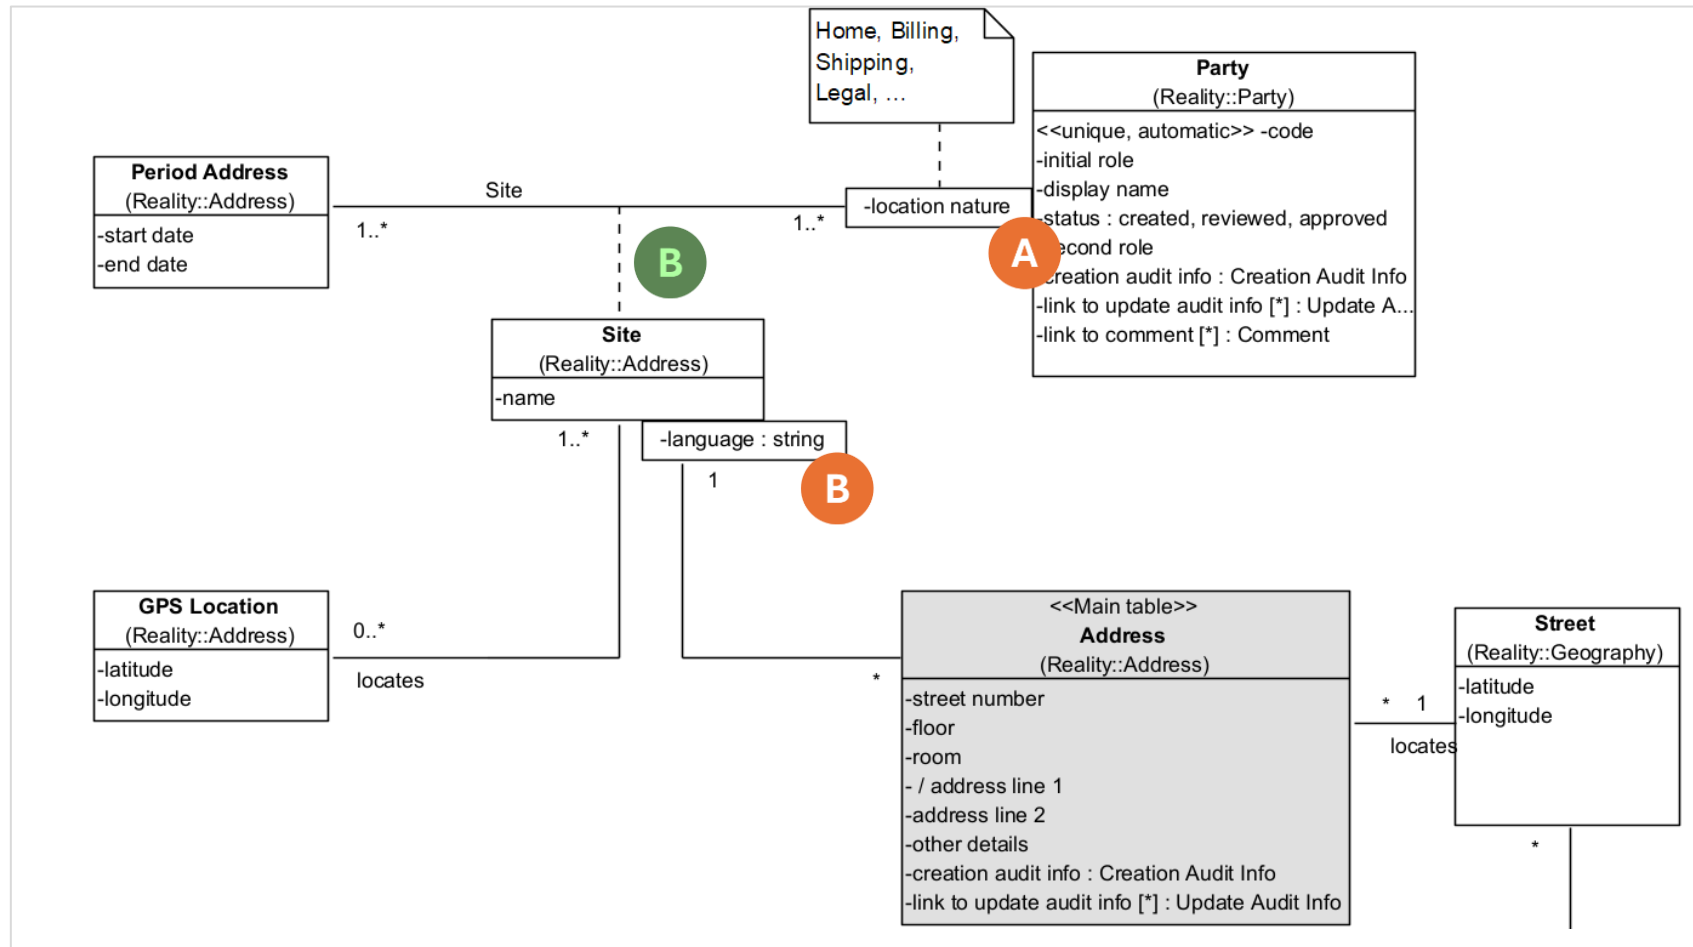 Home, Billing,
Shipping,
Legal, ...
Party
(Reality::Party)
<<unique, automatic>> -code
-initial role
-display name
-status : created, reviewed, approved
econd role
creation audit info : Creation Audit Info
-link to update audit info [*] : Update A...
-link to comment [*] : Comment
Period Address
(Reality::Address)
-start date
-end date
Site
1..*
1..*
-location nature
A
B
Site
(Reality::Address)
-name
1..*
-language : string
1
B
GPS Location
(Reality::Address)
-latitude
-longitude
0..*
locates
*
<<Main table>>
Address
(Reality::Address)
-street number
-floor
-room
- / address line 1
-address line 2
-other details
-creation audit info : Creation Audit Info
-link to update audit info [*] : Update Audit Info
* 1
locates
Street
(Reality::Geography)
-latitude
-longitude
*